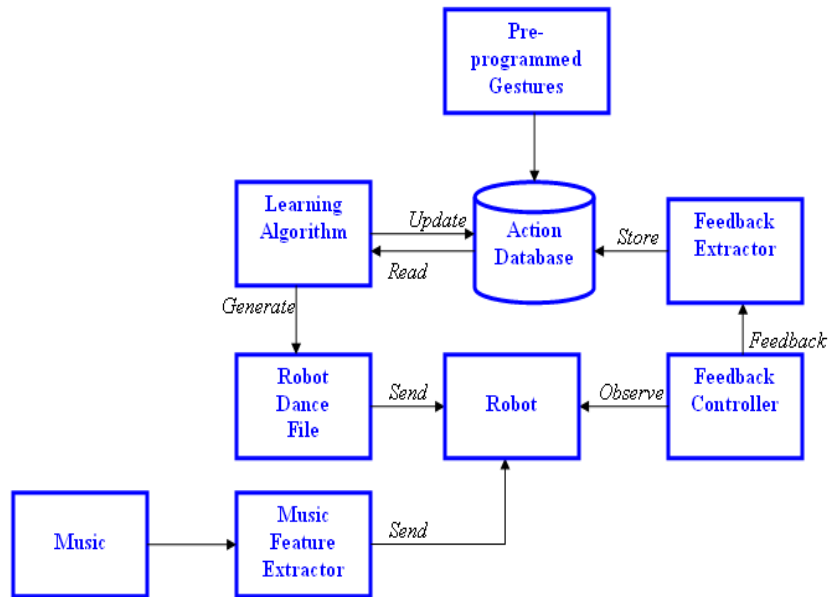 Pre-
programmed
Gestures
Learning
Algorithm
Update
Read
Action
Database
Store
Feedback
Extractor
Generate
Feedback
Robot
Dance
File
Send
Robot
Observe
Feedback
Controller
Music
Music
Feature
Extractor
Send